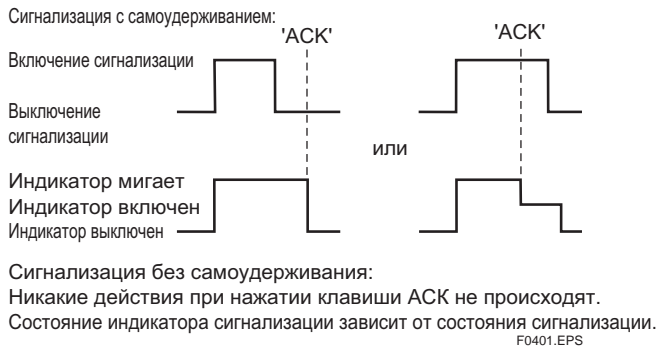 Сигнализация с самоудерживанием:
'ACK'
'ACK'
Включение сигнализации
Выключение
сигнализации
или
Индикатор мигает
Индикатор включен
Индикатор выключен
Сигнализация без самоудерживания:
Никакие действия при нажатии клавиши АСК не происходят.
Состояние индикатора сигнализации зависит от состояния сигнализации.
F0401.EPS